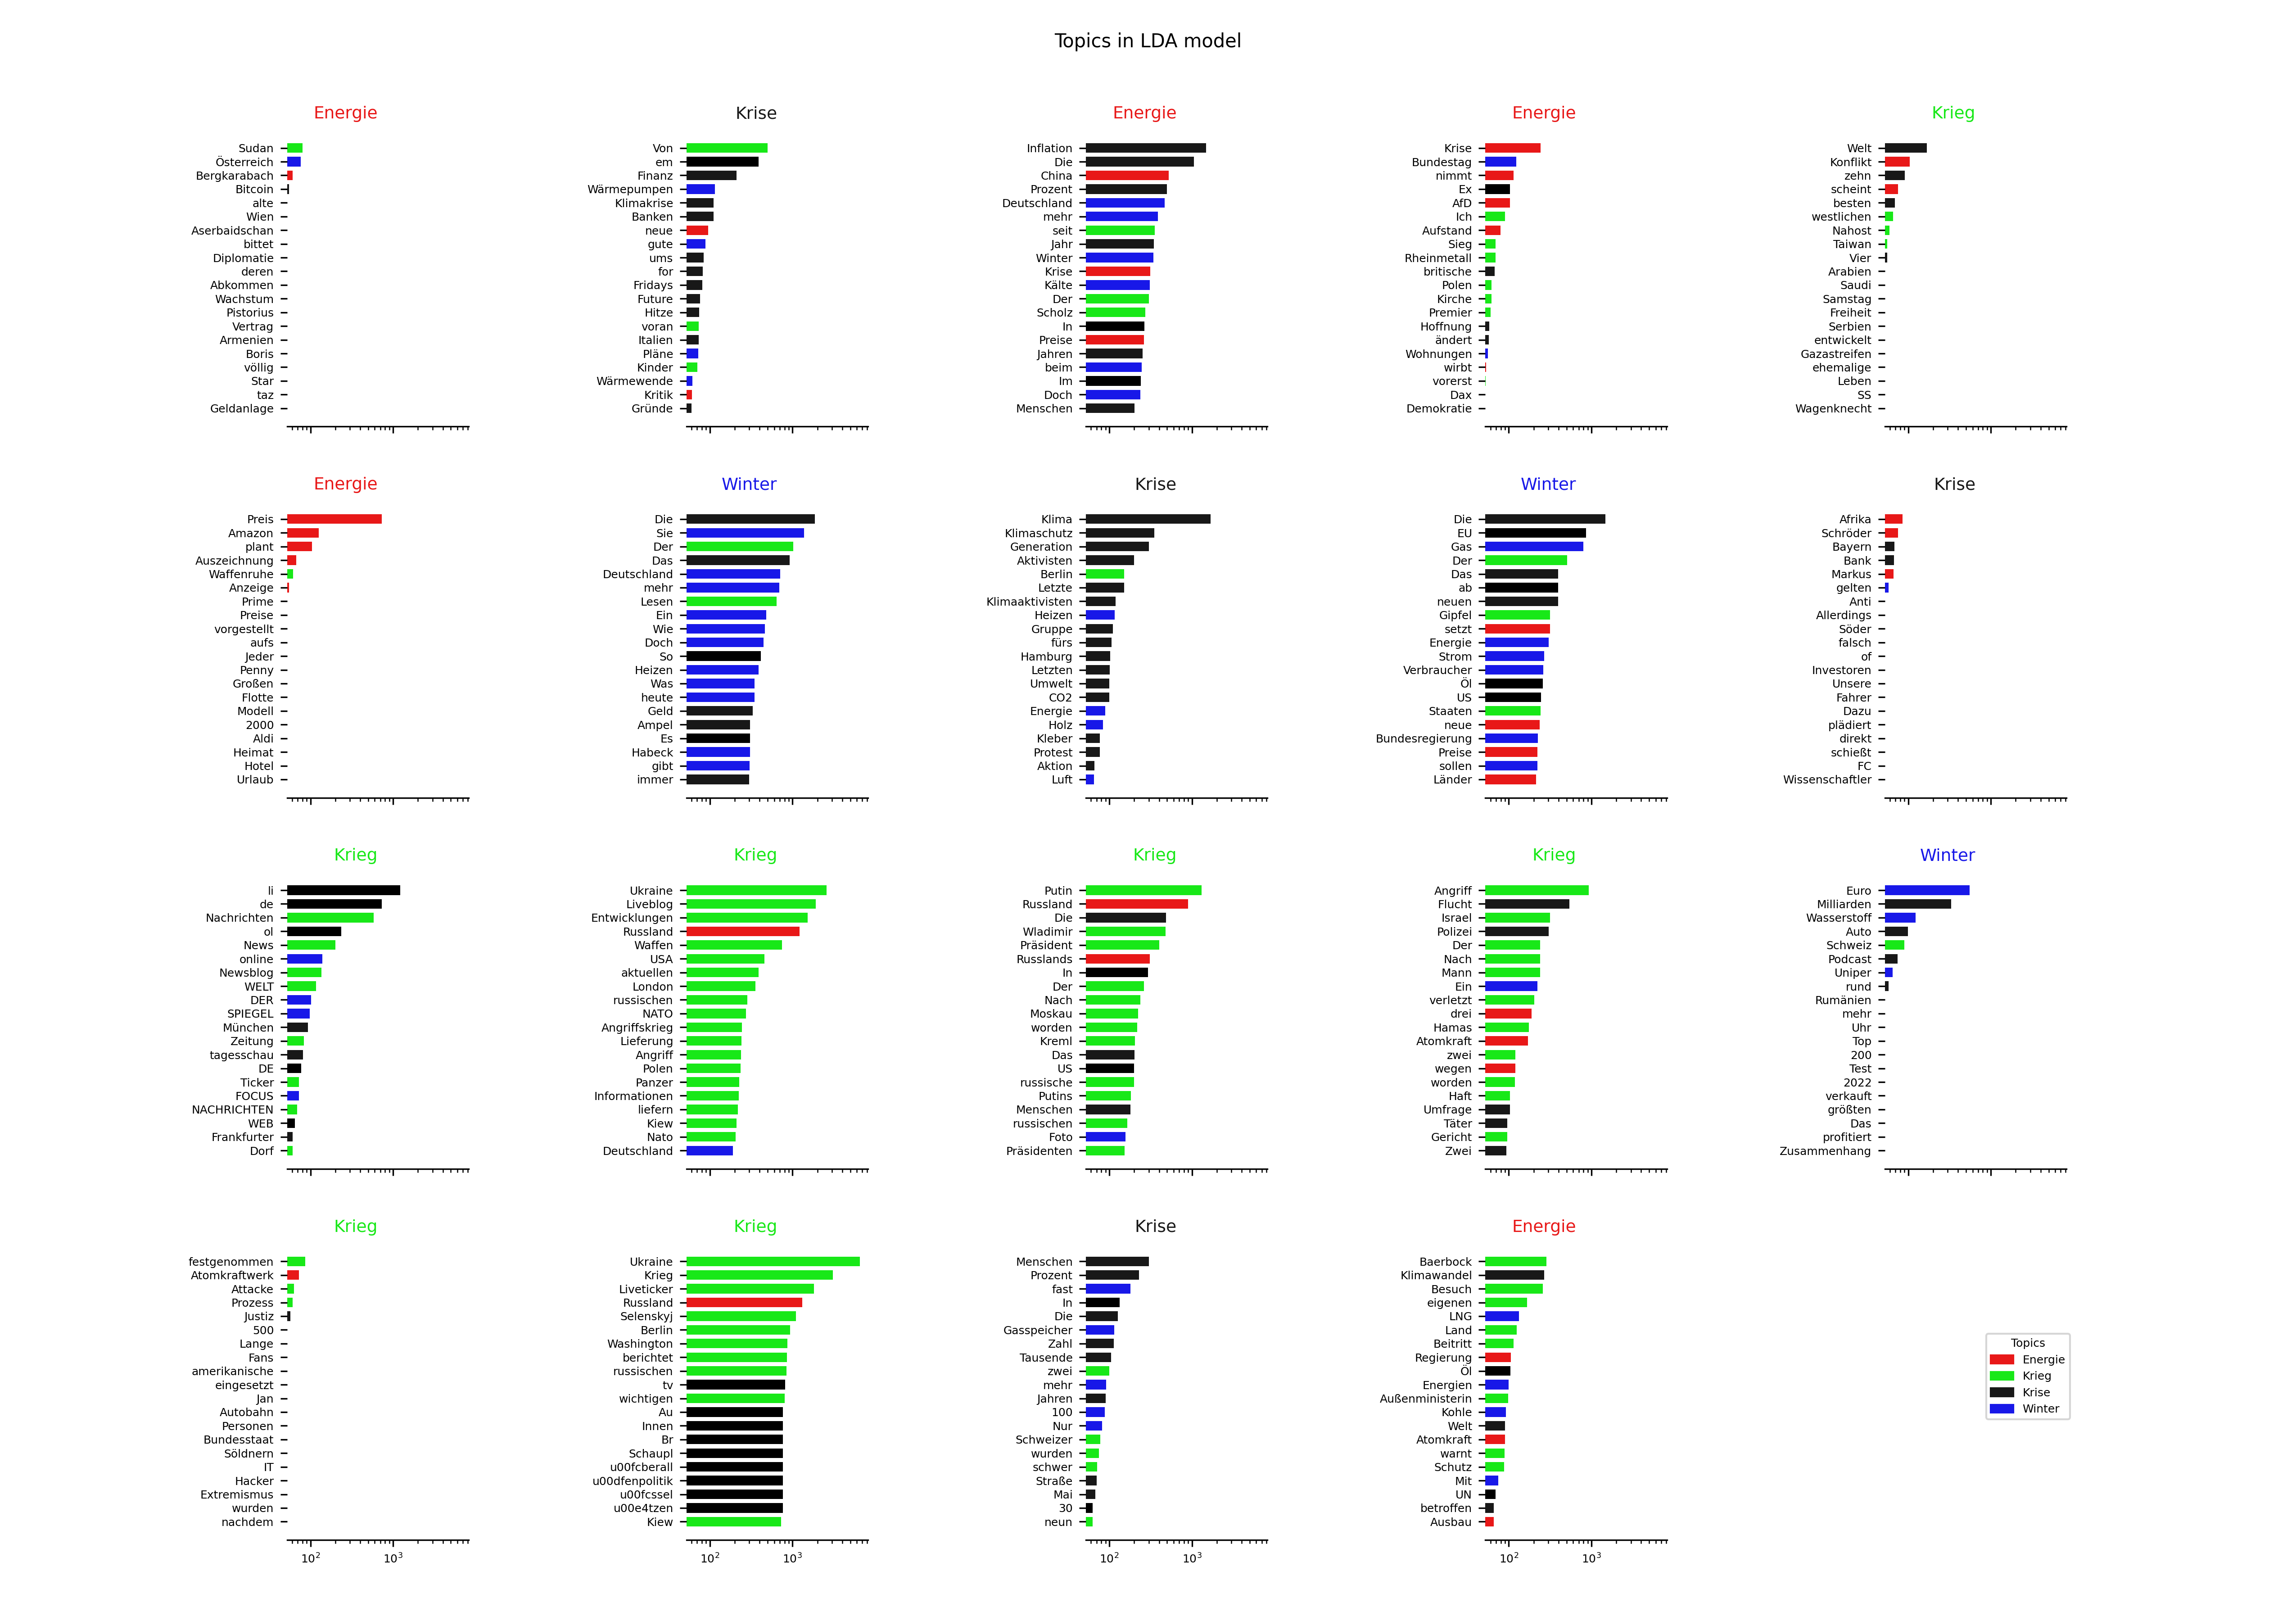 Topics in LDA model
Energie
Sudan
Österreich
Bergkarabach
Bitcoin
alte
Wien
Aserbaidschan
bittet
Diplomatie
deren
Abkommen
Wachstum
Pistorius
Vertrag
Armenien
Boris
völlig
Star
taz
Geldanlage
Krise
Von
em
Finanz
Wärmepumpen
Klimakrise
Banken
neue
gute
ums
for
Fridays
Future
Hitze
voran
Italien
Pläne
Kinder
Wärmewende
Kritik
Gründe
Energie
Inflation
Die
China
Prozent
Deutschland
mehr
seit
Jahr
Winter
Krise
Kälte
Der
Scholz
In
Preise
Jahren
beim
Im
Doch
Menschen
Energie
Krise
Bundestag
nimmt
Ex
AfD
Ich
Aufstand
Sieg
Rheinmetall
britische
Polen
Kirche
Premier
Hoffnung
ändert
Wohnungen
wirbt
vorerst
Dax
Demokratie
Krieg
Welt
Konflikt
zehn
scheint
besten
westlichen
Nahost
Taiwan
Vier
Arabien
Saudi
Samstag
Freiheit
Serbien
entwickelt
Gazastreifen
ehemalige
Leben
SS
Wagenknecht
Energie
Preis
Amazon
plant
Auszeichnung
Waffenruhe
Anzeige
Prime
Preise
vorgestellt
aufs
Jeder
Penny
Großen
Flotte
Modell
2000
Aldi
Heimat
Hotel
Urlaub
Winter
Die
Sie
Der
Das
Deutschland
mehr
Lesen
Ein
Wie
Doch
So
Heizen
Was
heute
Geld
Ampel
Es
Habeck
gibt
immer
Krise
Klima
Klimaschutz
Generation
Aktivisten
Berlin
Letzte
Klimaaktivisten
Heizen
Gruppe
fürs
Hamburg
Letzten
Umwelt
CO2
Energie
Holz
Kleber
Protest
Aktion
Luft
Winter
Die
EU
Gas
Der
Das
ab
neuen
Gipfel
setzt
Energie
Strom
Verbraucher
Öl
US
Staaten
neue
Bundesregierung
Preise
sollen
Länder
Krise
Afrika
Schröder
Bayern
Bank
Markus
gelten
Anti
Allerdings
Söder
falsch
of
Investoren
Unsere
Fahrer
Dazu
plädiert
direkt
schießt
FC
Wissenschaftler
Krieg
li
de
Nachrichten
ol
News
online
Newsblog
WELT
DER
SPIEGEL
München
Zeitung
tagesschau
DE
Ticker
FOCUS
NACHRICHTEN
WEB
Frankfurter
Dorf
Krieg
Ukraine
Liveblog
Entwicklungen
Russland
Waffen
USA
aktuellen
London
russischen
NATO
Angriffskrieg
Lieferung
Angriff
Polen
Panzer
Informationen
liefern
Kiew
Nato
Deutschland
Krieg
Putin
Russland
Die
Wladimir
Präsident
Russlands
In
Der
Nach
Moskau
worden
Kreml
Das
US
russische
Putins
Menschen
russischen
Foto
Präsidenten
Krieg
Angriff
Flucht
Israel
Polizei
Der
Nach
Mann
Ein
verletzt
drei
Hamas
Atomkraft
zwei
wegen
worden
Haft
Umfrage
Täter
Gericht
Zwei
Winter
Euro
Milliarden
Wasserstoff
Auto
Schweiz
Podcast
Uniper
rund
Rumänien
mehr
Uhr
Top
200
Test
2022
verkauft
größten
Das
profitiert
Zusammenhang
Krieg
festgenommen
Atomkraftwerk
Attacke
Prozess
Justiz
500
Lange
Fans
amerikanische
eingesetzt
Jan
Autobahn
Personen
Bundesstaat
Söldnern
IT
Hacker
Extremismus
wurden
nachdem
10² 10³
Krieg
Ukraine
Krieg
Liveticker
Russland
Selenskyj
Berlin
Washington
berichtet
russischen
tv
wichtigen
Au
Innen
Br
Schaupl
u00fcberall
u00dfenpolitik
u00fcssel
u00e4tzen
Kiew
10² 10³
Krise
Menschen
Prozent
fast
In
Die
Gasspeicher
Zahl
Tausende
zwei
mehr
Jahren
100
Nur
Schweizer
wurden
schwer
Straße
Mai
30
neun
10² 10³
Energie
Baerbock
Klimawandel
Besuch
eigenen
LNG
Land
Beitritt
Regierung
Öl
Energien
Außenministerin
Kohle
Welt
Atomkraft
warnt
Schutz
Mit
UN
betroffen
Ausbau
10² 10³
Topics
Energie
Krieg
Krise
Winter